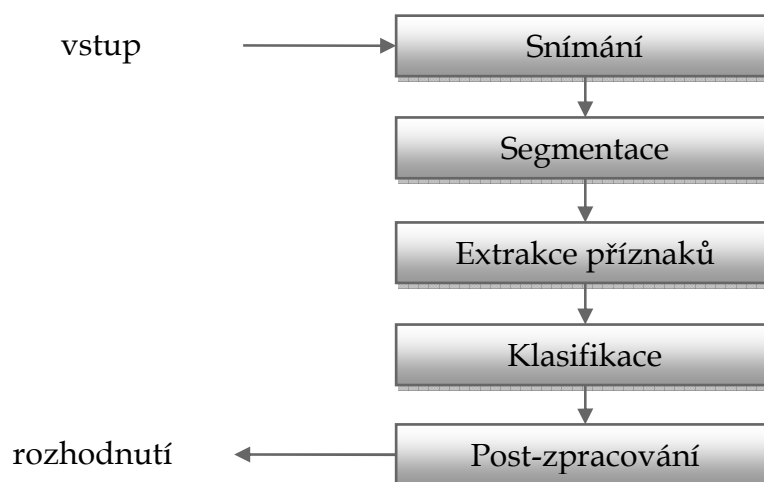 vstup
Snímání
Segmentace
Extrakce příznaků
Klasifikace
Post-zpracování
rozhodnutí